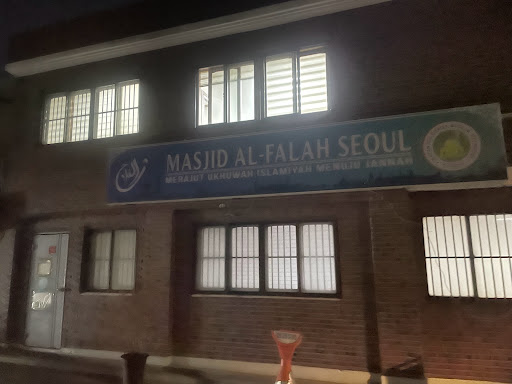 MASJID AL-FALAH SEOUL
MERAJUT UKHUWAH ISLAMIYAH MENUJU JANNAH